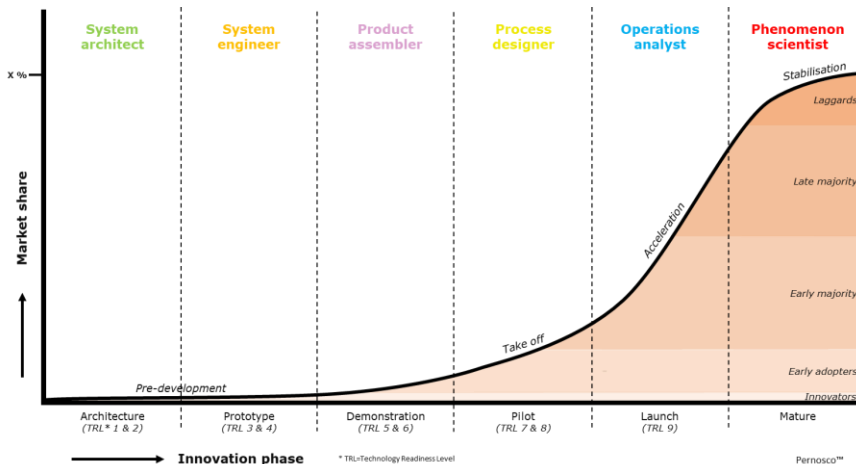 System architect
System engineer
Product assembler
Process designer
Operations analyst
Phenomenon scientist
Stabilisation
X %
Laggards
Late majority
Market share
Acceleration
Early majority
Take off
Early adopters
Pre-development
Innovators
Architecture
(TRL* 1 & 2)
Prototype
(TRL 3 & 4)
Demonstration
(TRL 5 & 6)
Pilot
(TRL 7 & 8)
Launch
(TRL 9)
Mature
Innovation phase
* TRL=Technology Readiness Level
Pernosco™